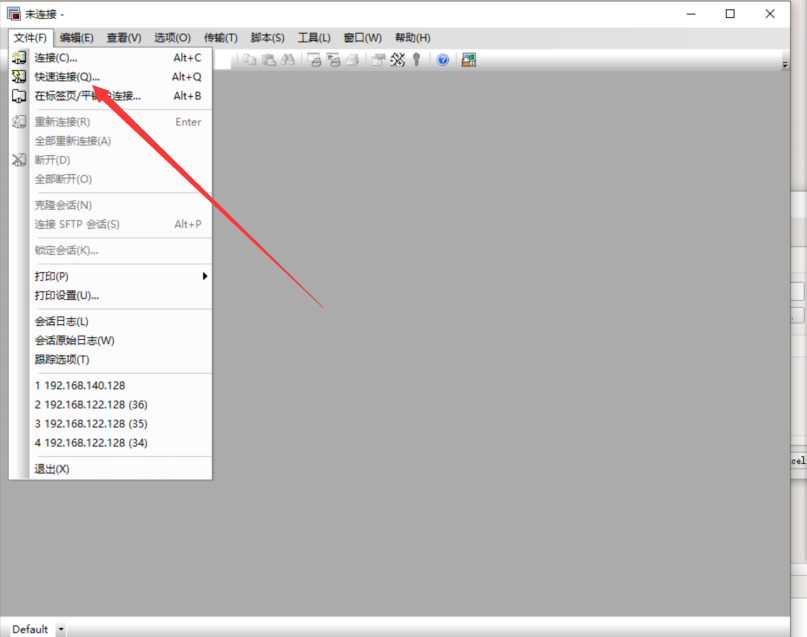 未连接 -
文件(F) 编辑(E) 查看(V) 选项(O) 传输(T) 脚本(S) 工具(L) 窗口(W) 帮助(H)
连接(C)... Alt+C
快速连接(Q)... Alt+Q
在标签页/平 连接... Alt+B
重新连接(R) Enter
全部重新连接(A)
断开(D)
全部断开(O)
克隆会话(N)
连接 SFTP 会话(S) Alt+P
锁定会话(K)...
打印(P)
打印设置(U)...
会话日志(L)
会话原始日志(W)
跟踪选项(T)
1 192.168.140.128
2 192.168.122.128 (36)
3 192.168.122.128 (35)
4 192.168.122.128 (34)
退出(X)
cel
Default